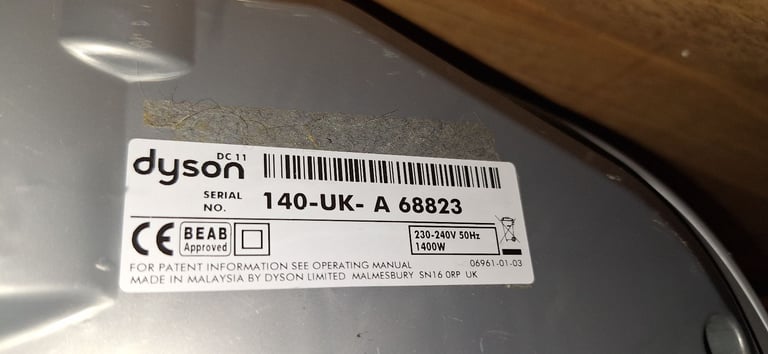 dyson DC 11
SERIAL NO. 140-UK- A 68823
CE BEAB Approved 230-240V 50Hz 1400W
06961-01-03
FOR PATENT INFORMATION SEE OPERATING MANUAL
MADE IN MALAYSIA BY DYSON LIMITED MALMESBURY SN16 0RP UK